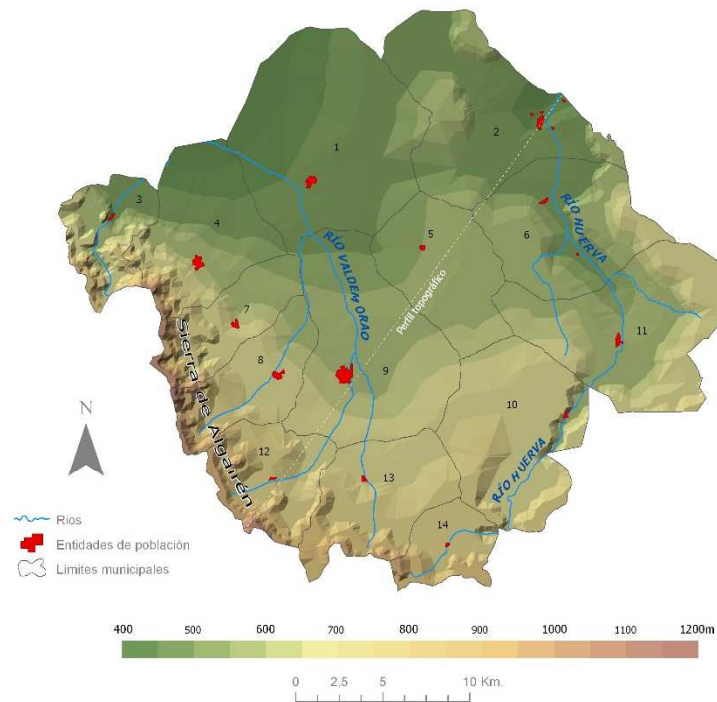 1
2
3
4
5
6
7
8
9
10
11
12
13
14
RÍO VALDEM ORAO
RÍO HUERVA
Perfil topográfico
Sierra de Algairén
RÍO HUERVA
N
Ríos
Entidades de población
Límites municipales
400 500 600 700 800 900 1000 1100 1200m
0 2,5 5 10 Km.